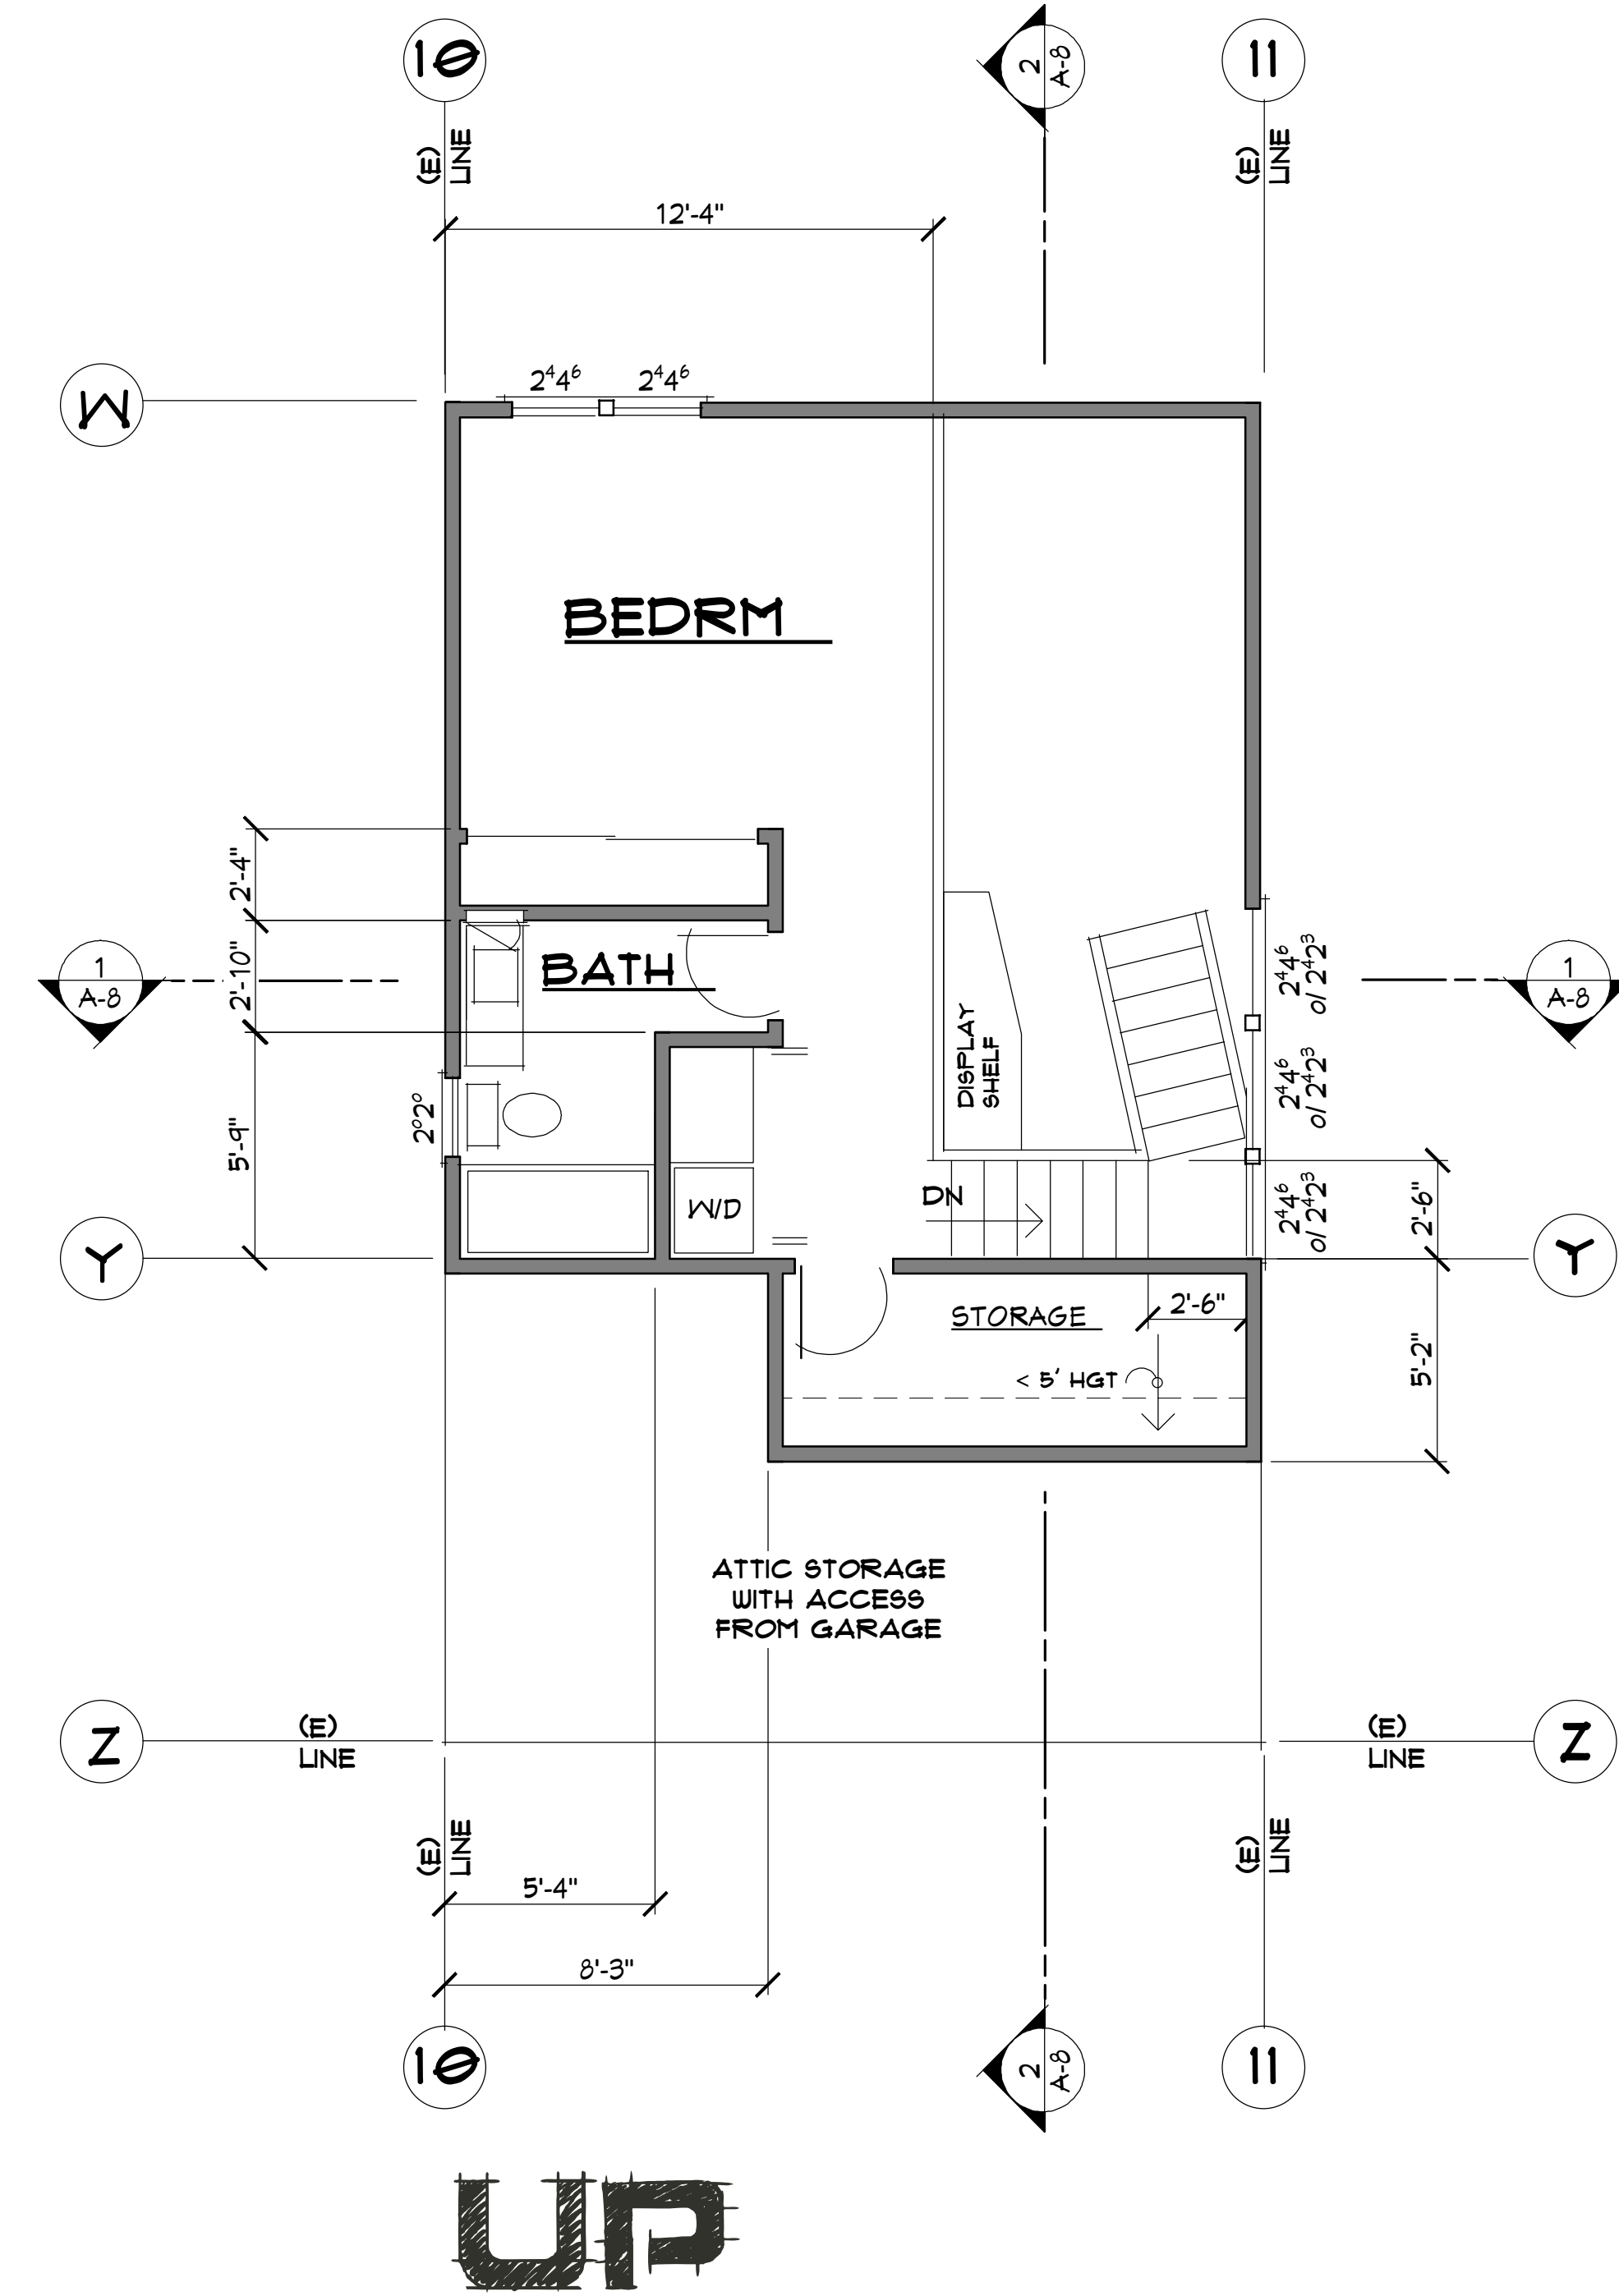 10
2
A-8
11
(E)
LINE
(E)
LINE
12'-4"
2⁴4⁶
2⁴4⁶
W
BEDRM
2'-4"
2'-10"
5'-9"
1
A-8
BATH
2⁰2⁰
W/D
DISPLAY
SHELF
DN
2⁴4⁶
o/ 2⁴2³
2⁴4⁶
o/ 2⁴2³
2⁴4⁶
o/ 2⁴2³
1
A-8
2'-6"
Y
Y
STORAGE
2'-6"
< 5' HGT
5'-2"
ATTIC STORAGE
WITH ACCESS
FROM GARAGE
Z
(E)
LINE
(E)
LINE
Z
(E)
LINE
(E)
LINE
5'-4"
8'-3"
10
2
A-8
11
UP